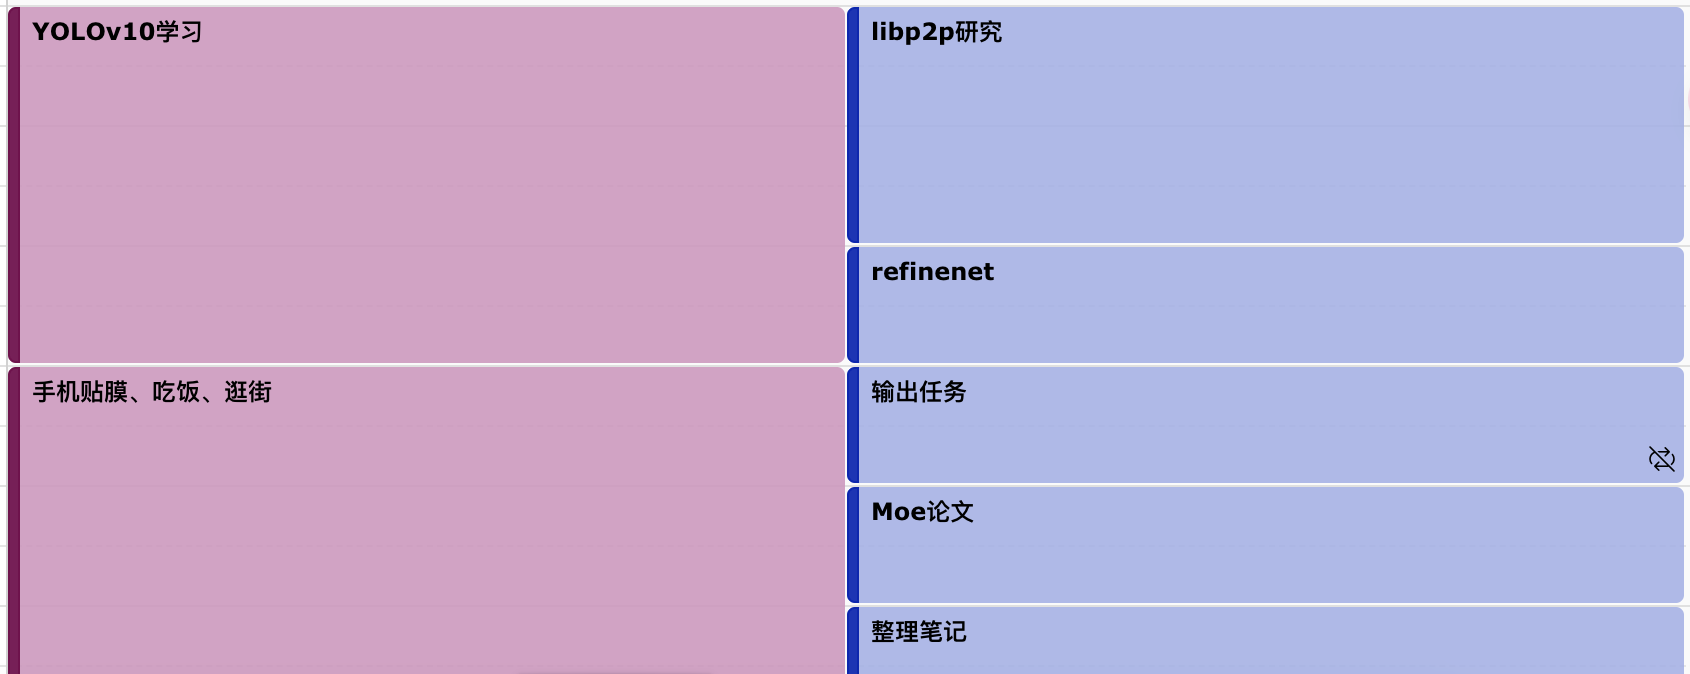 YOLOv10学习
手机贴膜、吃饭、逛街
libp2p研究
refinenet
输出任务
Moe论文
整理笔记